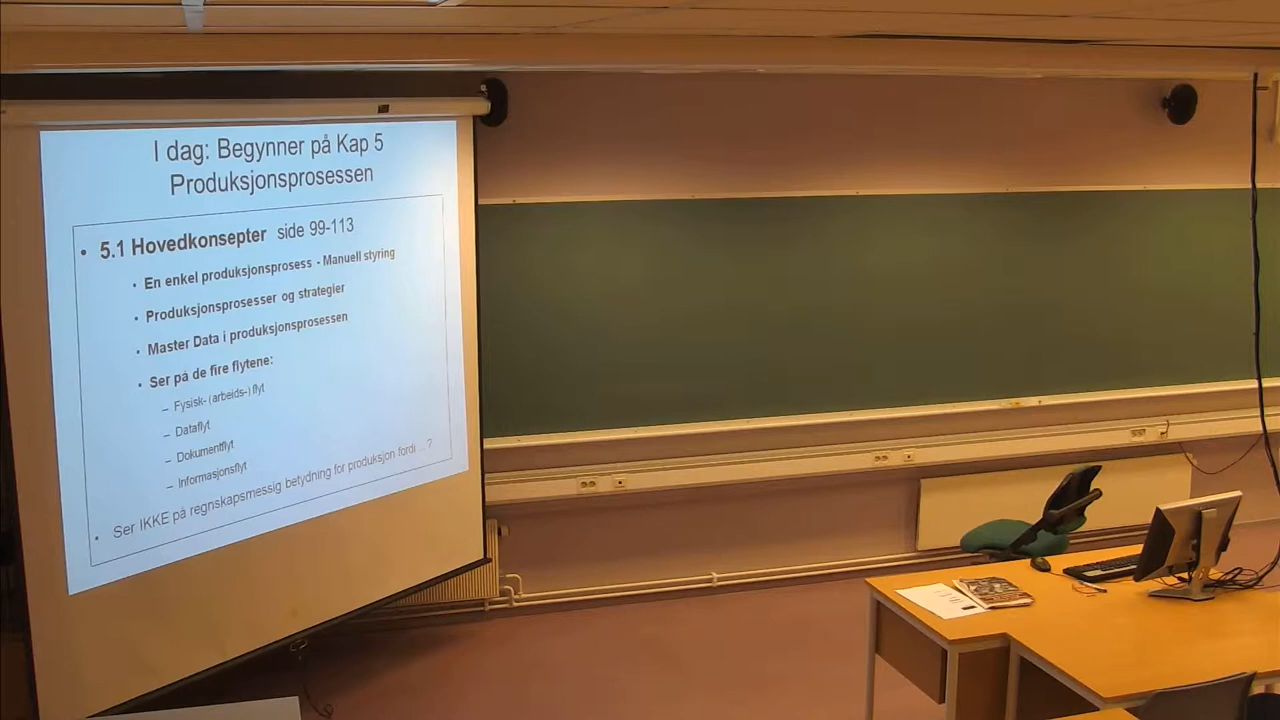 I dag: Begynner på Kap 5
Produksjonsprosessen
• 5.1 Hovedkonsepter side 99-113
• En enkel produksjonsprosess - Manuell styring
• Produksjonsprosesser og strategier
• Master Data i produksjonsprosessen
• Ser på de fire flytene:
– Fysisk- (arbeids-) flyt
– Dataflyt
– Dokumentflyt
– Informasjonsflyt
• Ser IKKE på regnskapsmessig betydning for produksjon fordi ...?